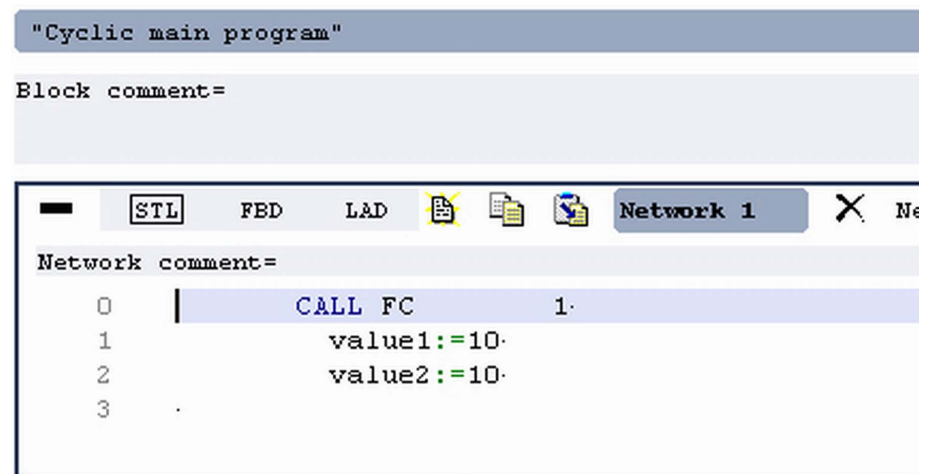 "Cyclic main program"
Block comment=
STL FBD LAD Network 1 Ne
Network comment=
0 CALL FC 1
1 value1:=10
2 value2:=10
3